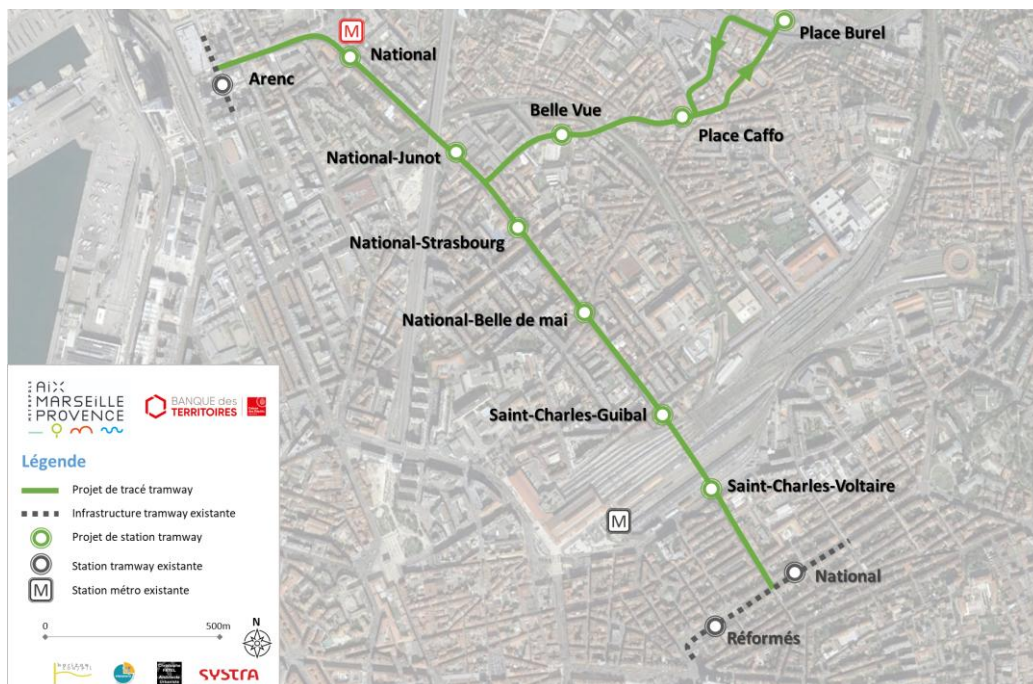 M
National
Arenc
Place Burel
Belle Vue
Place Caffo
National-Junot
National-Strasbourg
National-Belle de mai
Saint-Charles-Guibal
Saint-Charles-Voltaire
M
National
Réformés
AIX
MARSEILLE
PROVENCE
BANQUE des
TERRITOIRES
Légende
Projet de tracé tramway
Infrastructure tramway existante
Projet de station tramway
Station tramway existante
M
Station métro existante
0
500m
N
SYSTRA